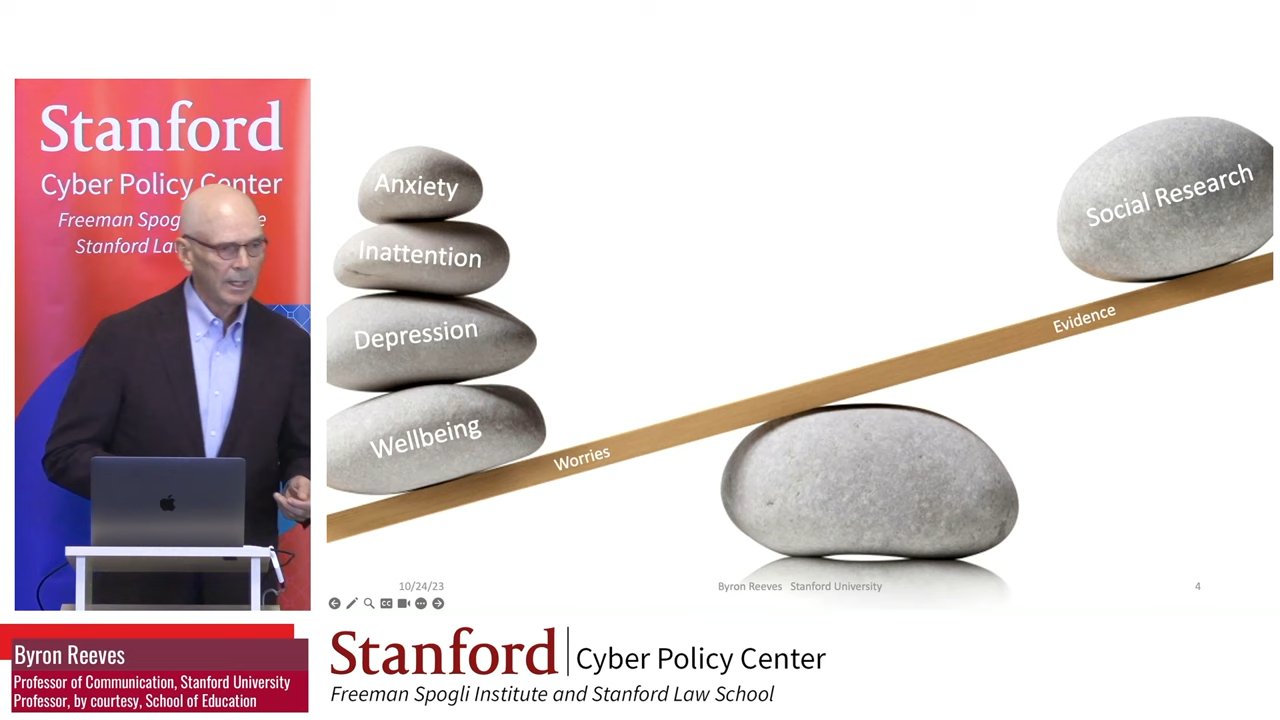 Stanford
Cyber Policy Center
Freeman Spog
Stanford La
Anxiety
Inattention
Depression
Wellbeing
Worries
Evidence
Social Research
10/24/23
Byron Reeves Stanford University
4
CC
Byron Reeves
Professor of Communication, Stanford University
Professor, by courtesy, School of Education
Stanford
Cyber Policy Center
Freeman Spogli Institute and Stanford Law School